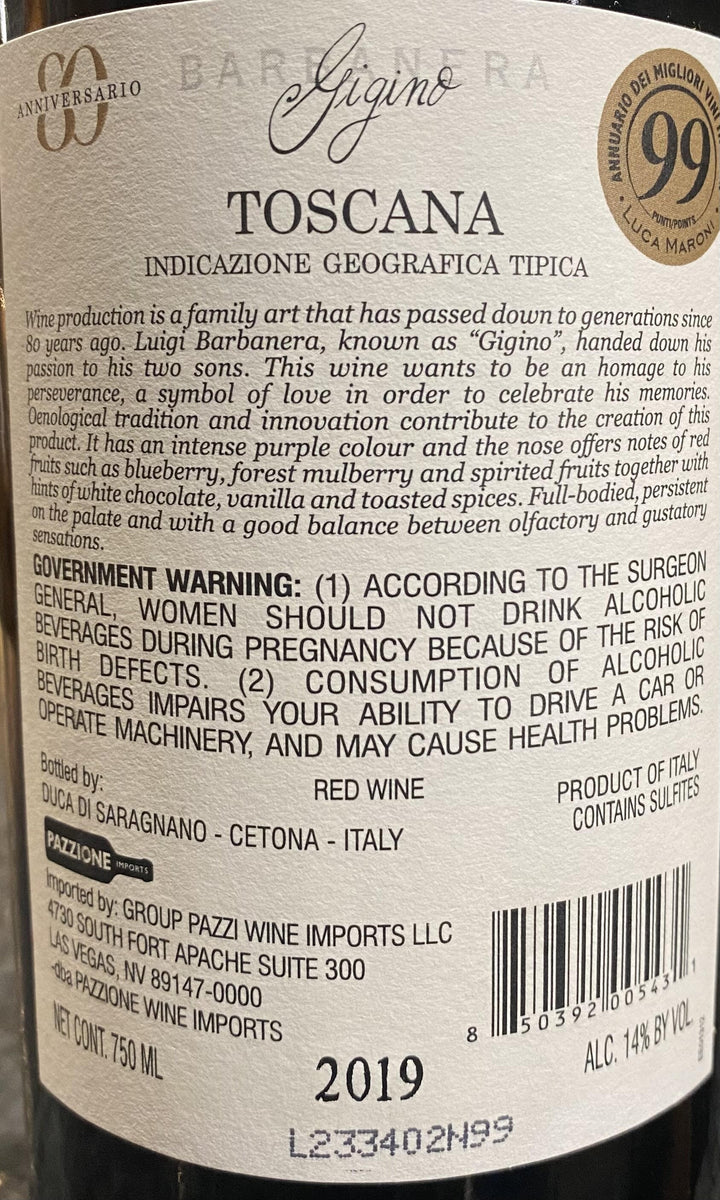 80
ANNIVERSARIO
BARBANERA
Gigino
ANNUARIO DEI MIGLIORI VINI
99
PUNTI/POINTS
LUCA MARONI
TOSCANA
INDICAZIONE GEOGRAFICA TIPICA
Wine production is a family art that has passed down to generations since
80 years ago. Luigi Barbanera, known as “Gigino”, handed down his
passion to his two sons. This wine wants to be an homage to his
perseverance, a symbol of love in order to celebrate his memories.
Oenological tradition and innovation contribute to the creation of this
product. It has an intense purple colour and the nose offers notes of red
fruits such as blueberry, forest mulberry and spirited fruits together with
hints of white chocolate, vanilla and toasted spices. Full-bodied, persistent
on the palate and with a good balance between olfactory and gustatory
sensations.
GOVERNMENT WARNING: (1) ACCORDING TO THE SURGEON
GENERAL, WOMEN SHOULD NOT DRINK ALCOHOLIC
BEVERAGES DURING PREGNANCY BECAUSE OF THE RISK OF
BIRTH DEFECTS. (2) CONSUMPTION OF ALCOHOLIC
BEVERAGES IMPAIRS YOUR ABILITY TO DRIVE A CAR OR
OPERATE MACHINERY, AND MAY CAUSE HEALTH PROBLEMS.
Bottled by:
DUCA DI SARAGNANO - CETONA - ITALY
RED WINE
PRODUCT OF ITALY
CONTAINS SULFITES
PAZZIONE IMPORTS
Imported by: GROUP PAZZI WINE IMPORTS LLC
4730 SOUTH FORT APACHE SUITE 300
LAS VEGAS, NV 89147-0000
-dba PAZZIONE WINE IMPORTS
NET CONT. 750 ML
8 50392 00543 1
ALC. 14% BY VOL.
2019
L233402N99